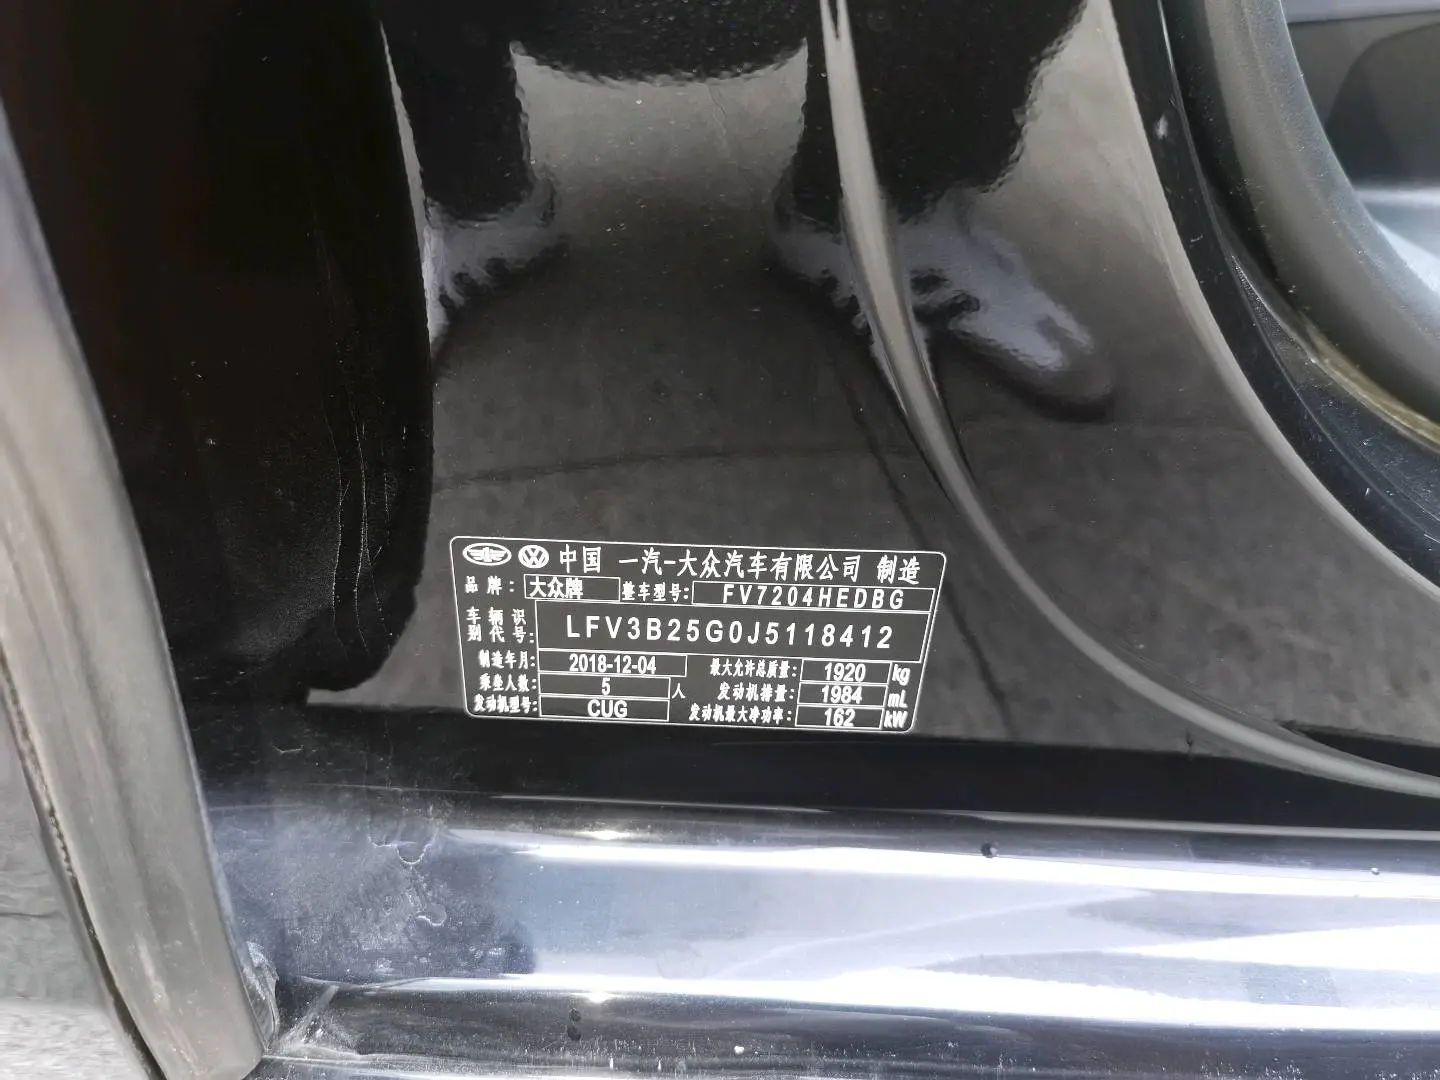 中国 一汽-大众汽车有限公司 制造
品牌: 大众牌 整车型号: FV7204HEDBG
车辆识别代号: LFV3B25G0J5118412
制造年月: 2018-12-04 最大允许总质量: 1920 kg
乘坐人数: 5 人 发动机排量: 1984 mL
发动机型号: CUG 发动机最大净功率: 162 kW